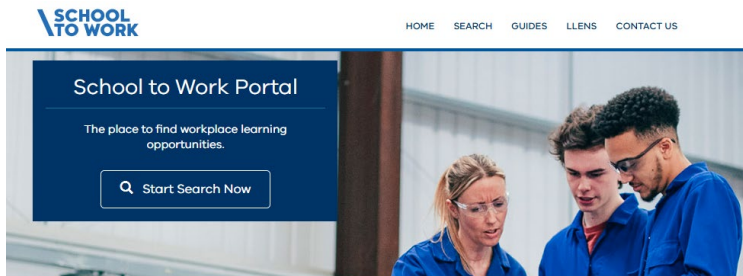 SCHOOL
TO WORK
HOME SEARCH GUIDES LLENS CONTACT US
School to Work Portal
The place to find workplace learning
opportunities.
Start Search Now